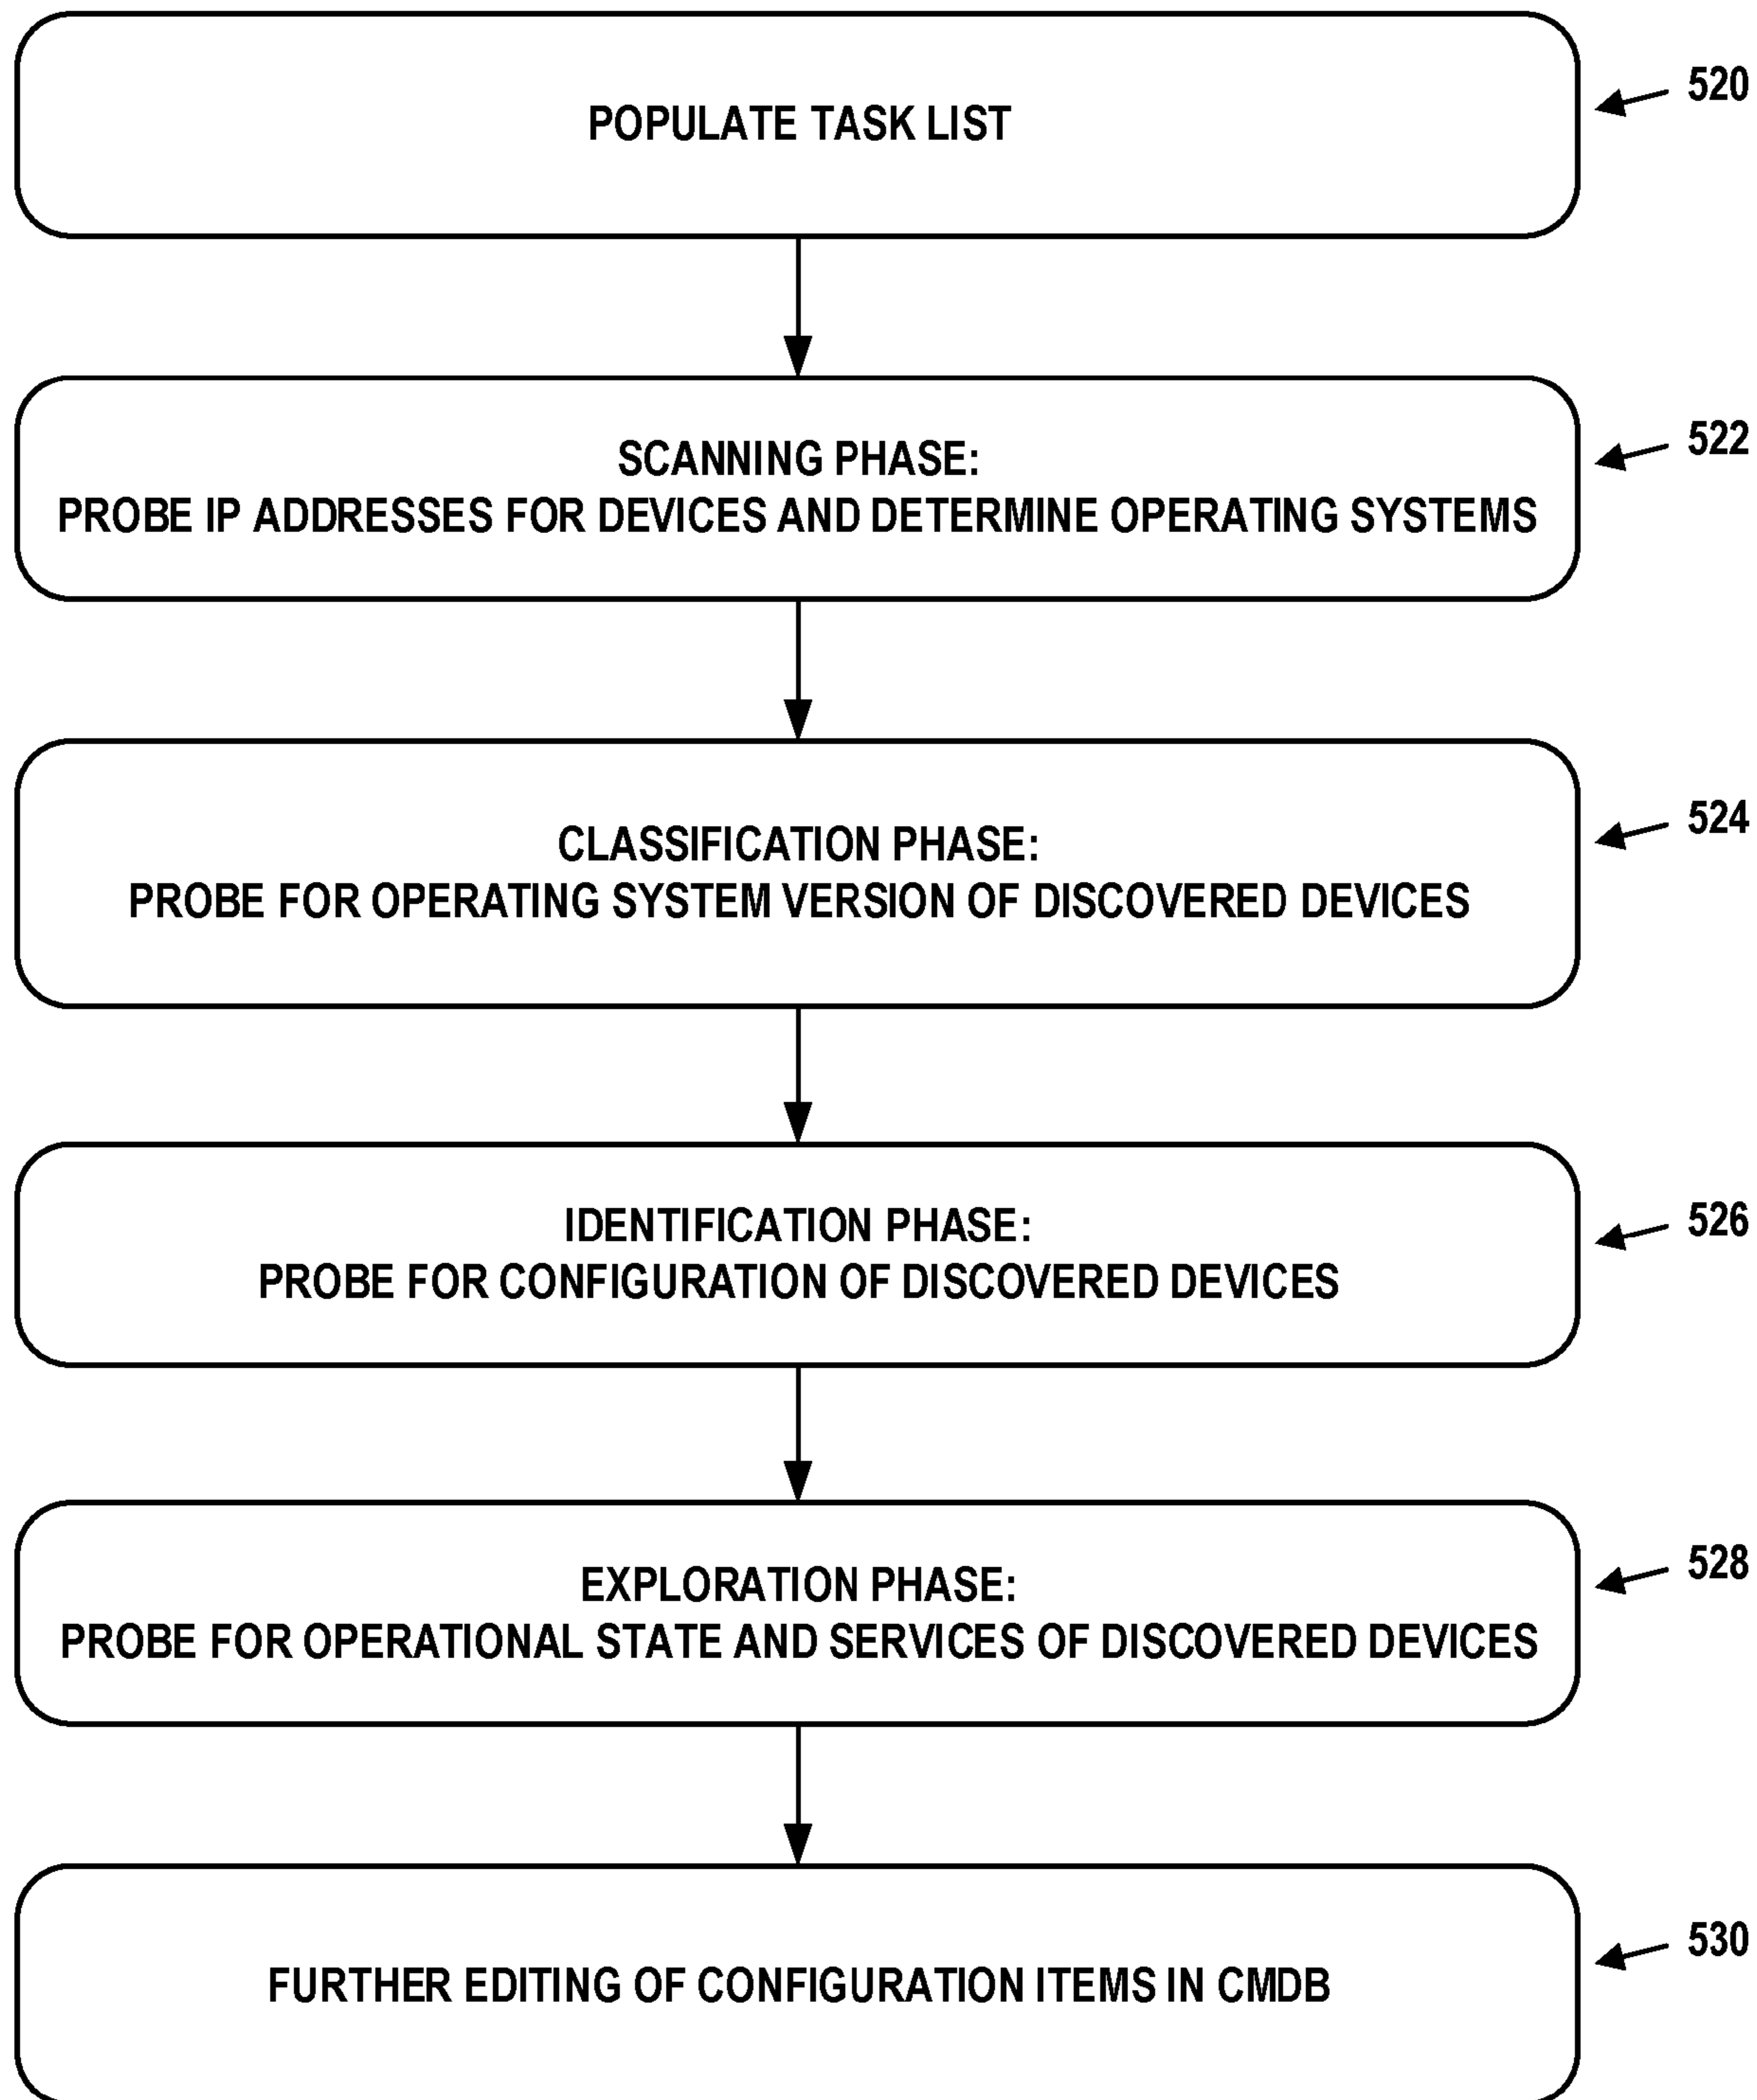 POPULATE TASK LIST
520
SCANNING PHASE:
PROBE IP ADDRESSES FOR DEVICES AND DETERMINE OPERATING SYSTEMS
522
CLASSIFICATION PHASE:
PROBE FOR OPERATING SYSTEM VERSION OF DISCOVERED DEVICES
524
IDENTIFICATION PHASE:
PROBE FOR CONFIGURATION OF DISCOVERED DEVICES
526
EXPLORATION PHASE:
PROBE FOR OPERATIONAL STATE AND SERVICES OF DISCOVERED DEVICES
528
FURTHER EDITING OF CONFIGURATION ITEMS IN CMDB
530